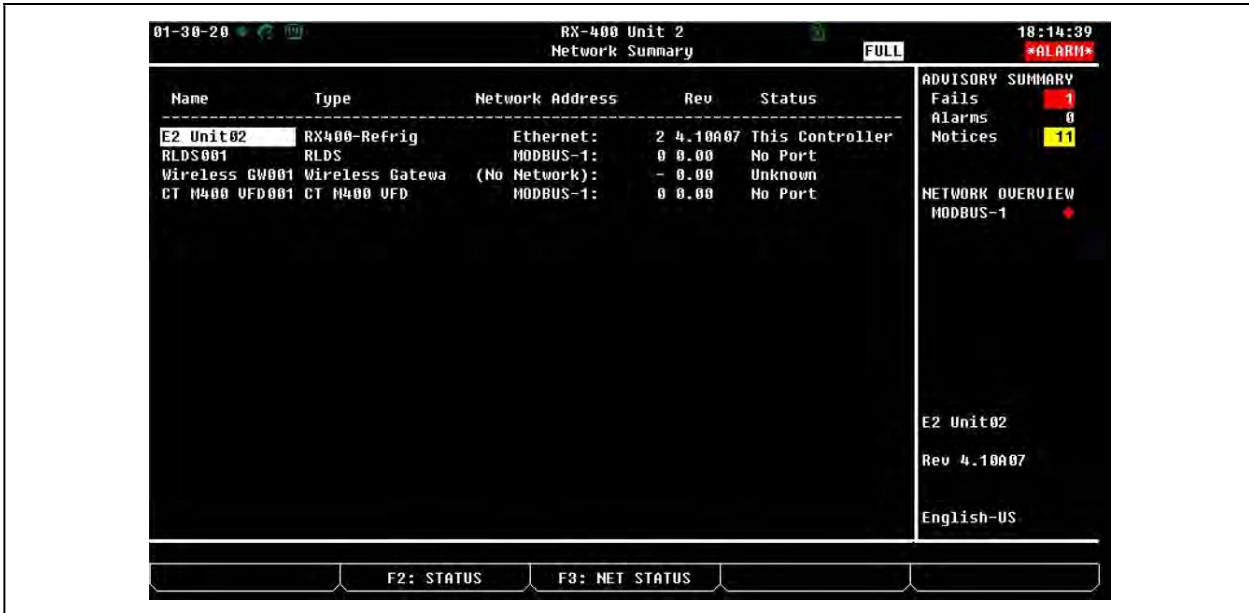 01-30-20 RX-400 Unit 2 18:14:39
Network Summary FULL *ALARM*
Name Type Network Address Rev Status
E2 Unit02 RX400-Refrig Ethernet: 2 4.10A07 This Controller
RLDS001 RLDS MODBUS-1: 0 0.00 No Port
Wireless GW001 Wireless Gatewa (No Network): - 0.00 Unknown
CT M400 VFD001 CT M400 VFD MODBUS-1: 0 0.00 No Port
ADVISORY SUMMARY
Fails 1
Alarms 0
Notices 11
NETWORK OVERVIEW
MODBUS-1
E2 Unit02
Rev 4.10A07
English-US
F2: STATUS F3: NET STATUS